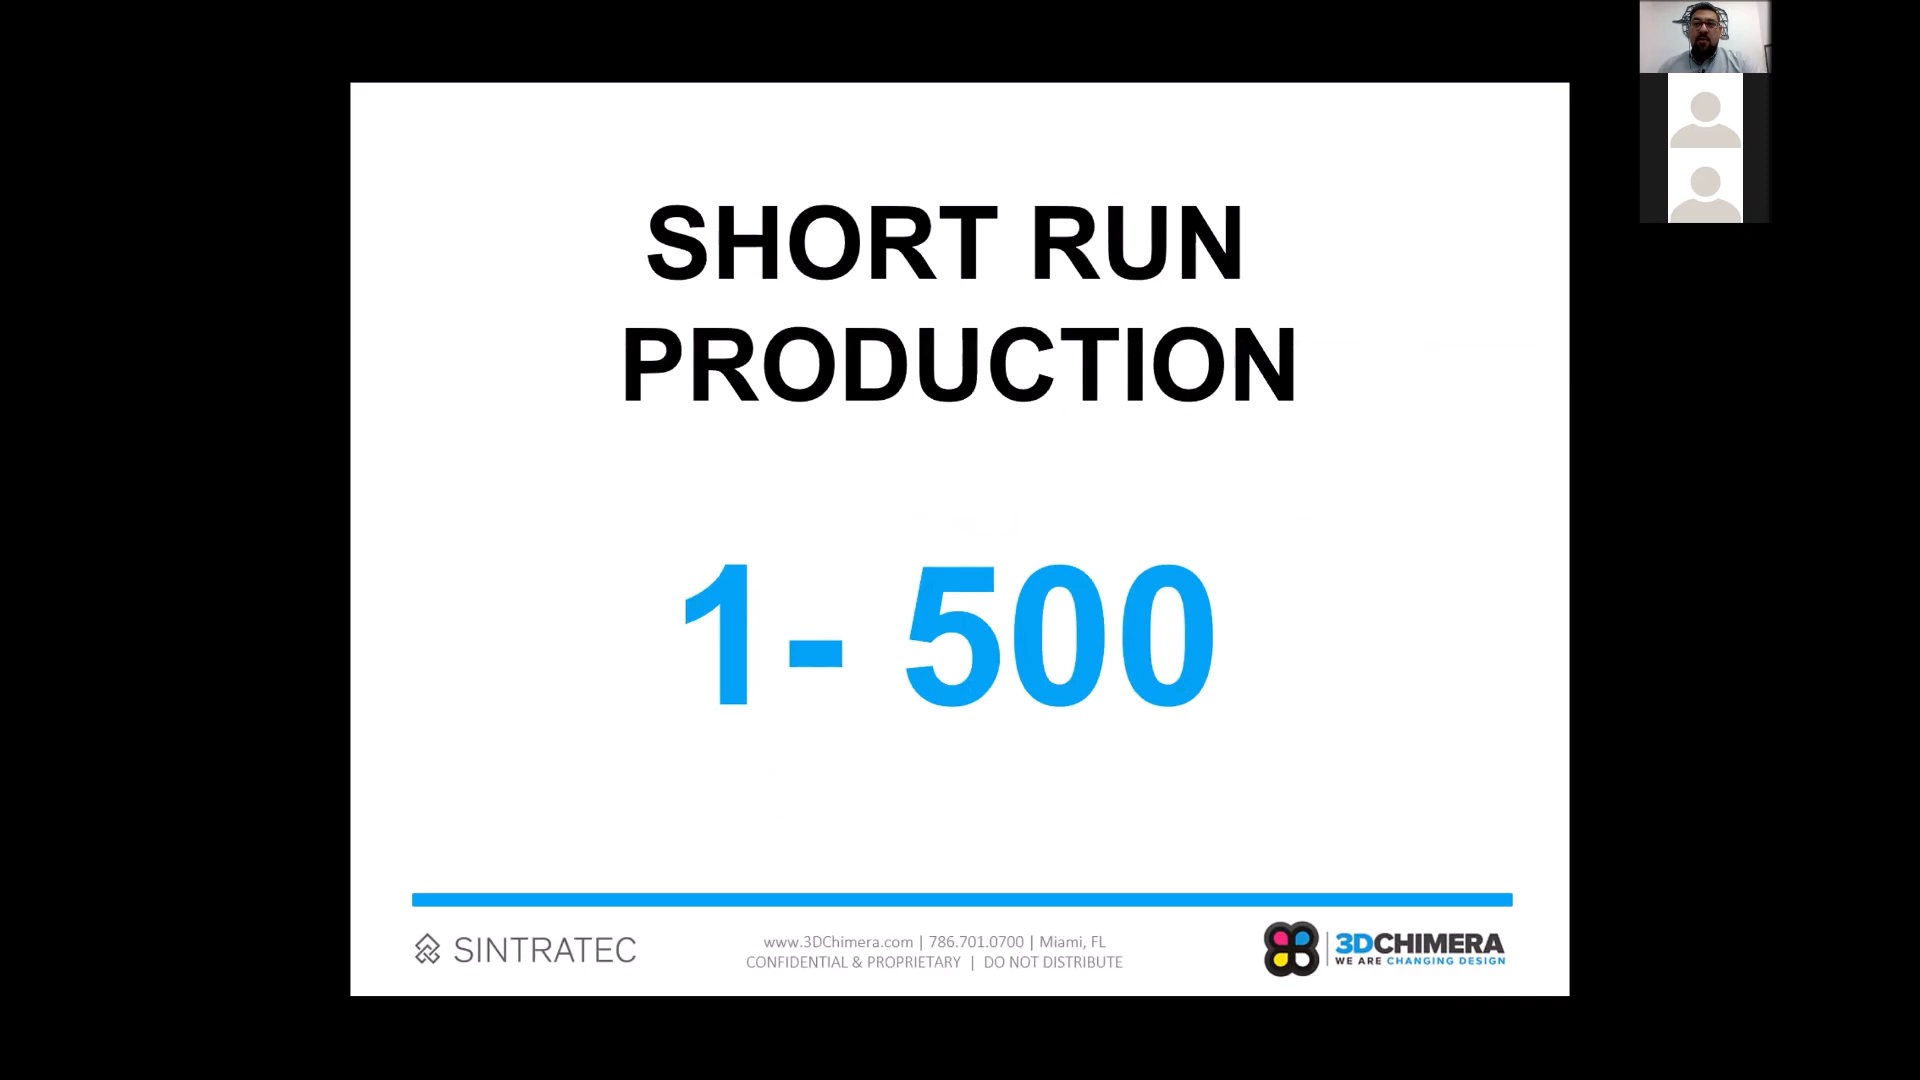 SHORT RUN
PRODUCTION
1- 500
SINTRATEC
www.3DChimera.com | 786.701.0700 | Miami, FL
CONFIDENTIAL & PROPRIETARY | DO NOT DISTRIBUTE
3DCHIMERA
WE ARE CHANGING DESIGN